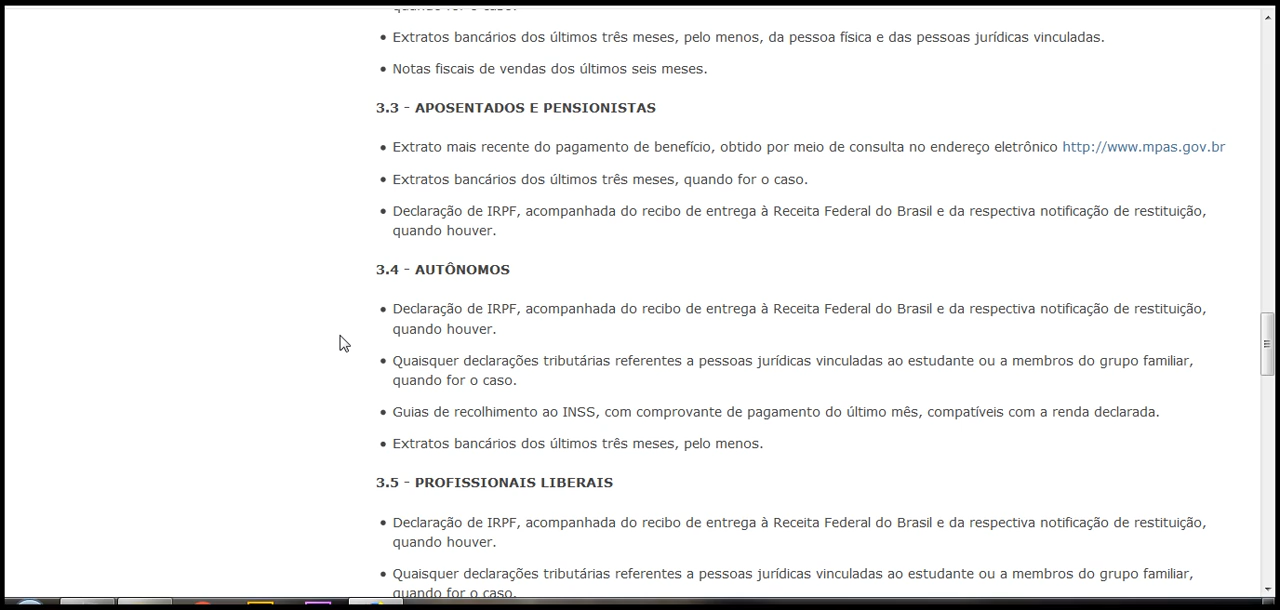 quando for o caso.
• Extratos bancários dos últimos três meses, pelo menos, da pessoa física e das pessoas jurídicas vinculadas.
• Notas fiscais de vendas dos últimos seis meses.
3.3 - APOSENTADOS E PENSIONISTAS
• Extrato mais recente do pagamento de benefício, obtido por meio de consulta no endereço eletrônico http://www.mpas.gov.br
• Extratos bancários dos últimos três meses, quando for o caso.
• Declaração de IRPF, acompanhada do recibo de entrega à Receita Federal do Brasil e da respectiva notificação de restituição,
quando houver.
3.4 - AUTÔNOMOS
• Declaração de IRPF, acompanhada do recibo de entrega à Receita Federal do Brasil e da respectiva notificação de restituição,
quando houver.
• Quaisquer declarações tributárias referentes a pessoas jurídicas vinculadas ao estudante ou a membros do grupo familiar,
quando for o caso.
• Guias de recolhimento ao INSS, com comprovante de pagamento do último mês, compatíveis com a renda declarada.
• Extratos bancários dos últimos três meses, pelo menos.
3.5 - PROFISSIONAIS LIBERAIS
• Declaração de IRPF, acompanhada do recibo de entrega à Receita Federal do Brasil e da respectiva notificação de restituição,
quando houver.
• Quaisquer declarações tributárias referentes a pessoas jurídicas vinculadas ao estudante ou a membros do grupo familiar,
quando for o caso.